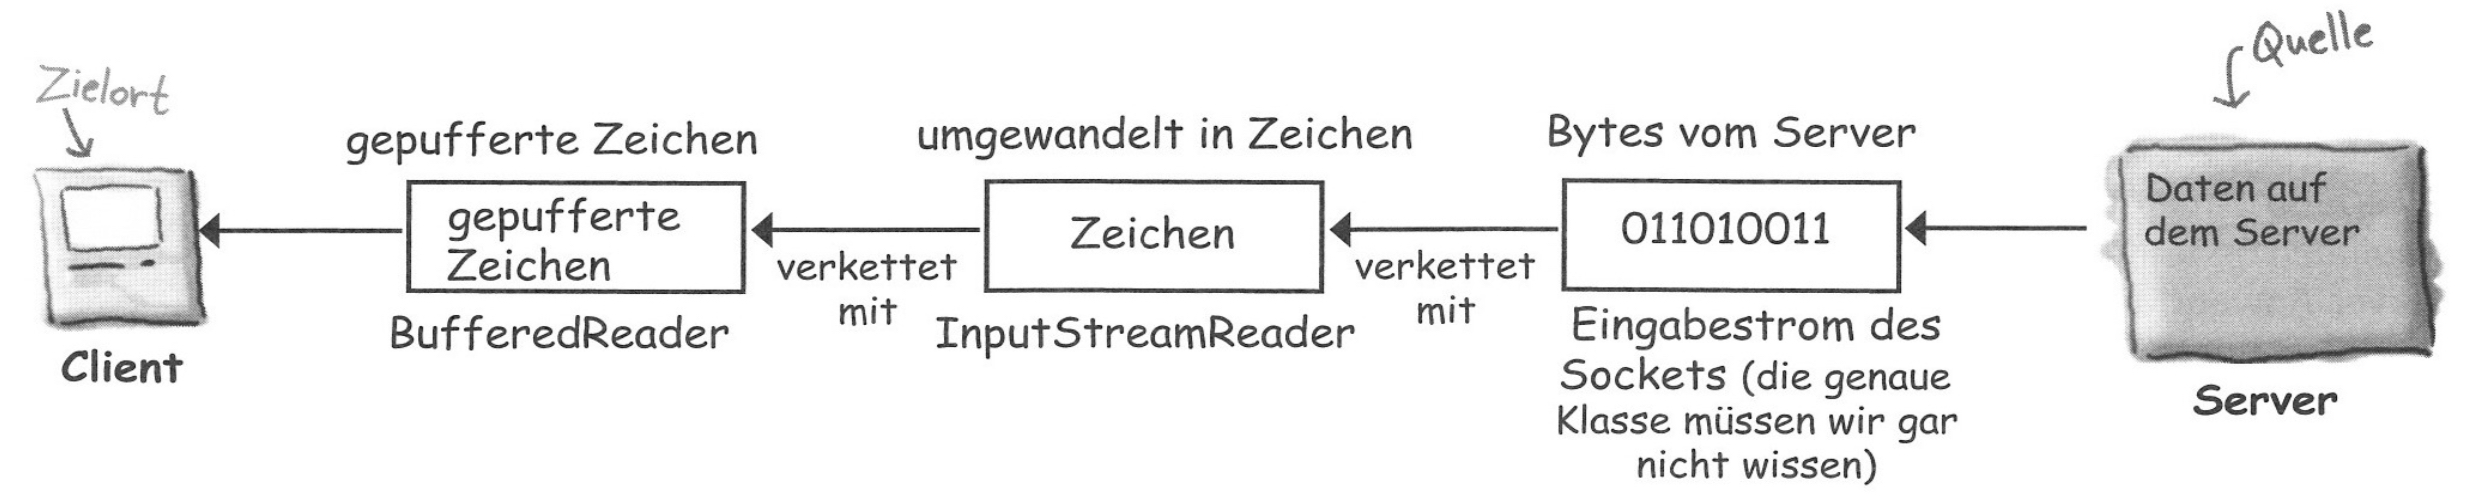 Zielort
Quelle
gepufferte Zeichen
umgewandelt in Zeichen
Bytes vom Server
gepufferte
Zeichen
Zeichen
011010011
Daten auf
dem Server
verkettet
mit
verkettet
mit
BufferedReader
InputStreamReader
Eingabestrom des
Sockets (die genaue
Klasse müssen wir gar
nicht wissen)
Client
Server